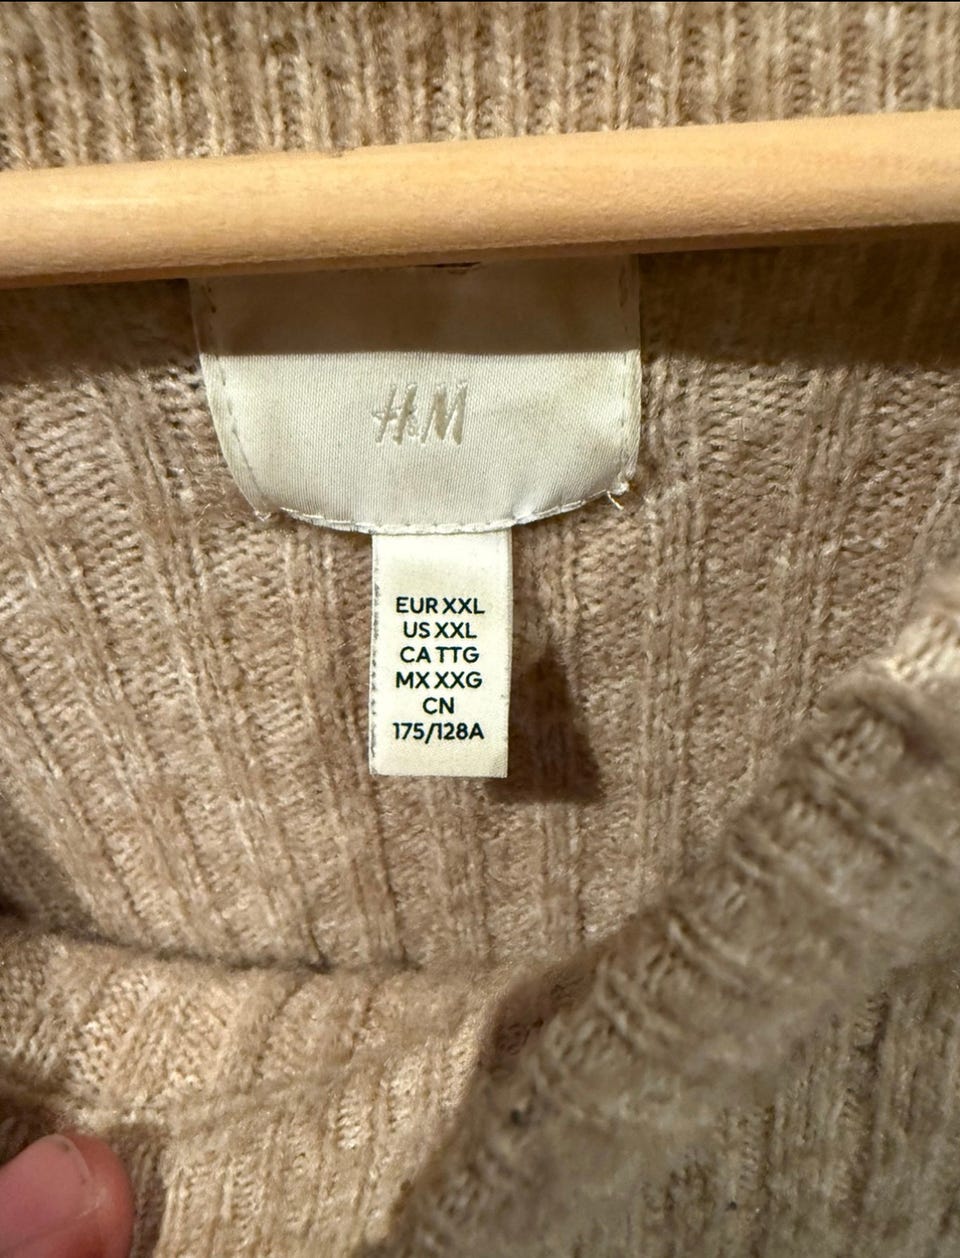 H&M
EUR XXL
US XXL
CA TTG
MX XXG
CN
175/128A